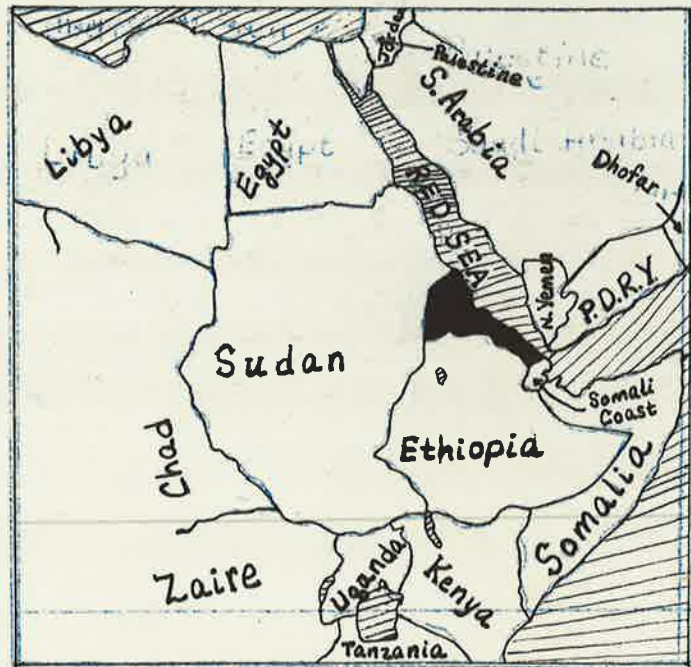 Jordan
Palestine
S. Arabia
Libya
Egypt
Dhofar
RED SEA
N. Yemen
P.D.R.Y.
Sudan
Somali
Coast
Ethiopia
Chad
Somalia
Zaire
Uganda
Kenya
Tanzania